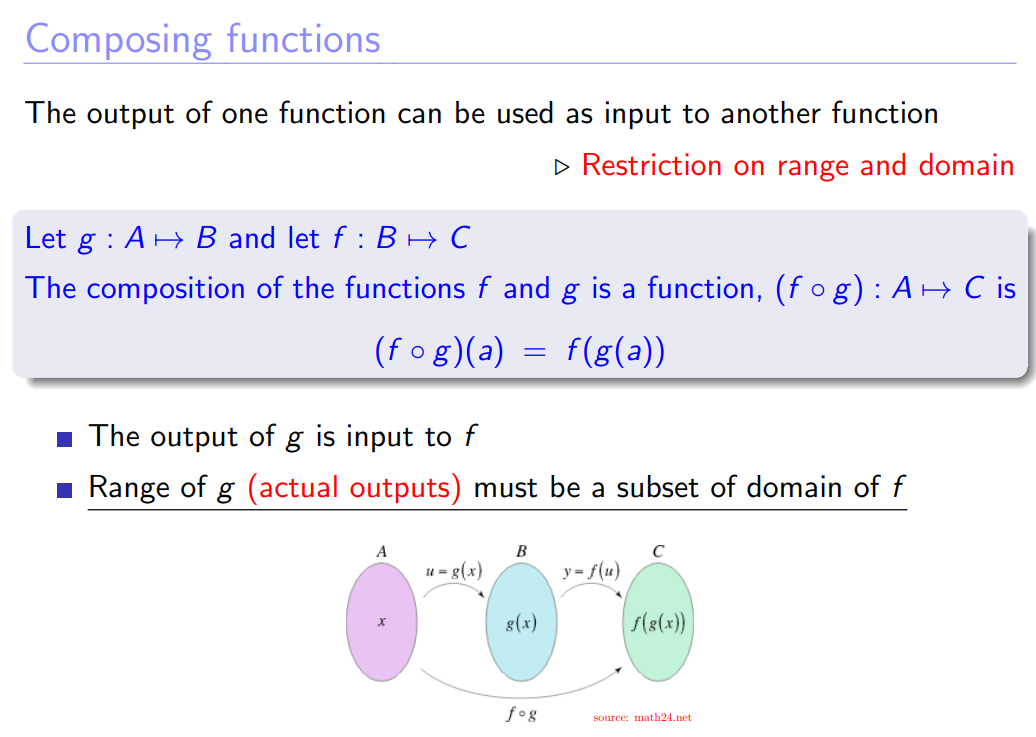 Composing functions
The output of one function can be used as input to another function
▷ Restriction on range and domain
Let g : A ↦ B and let f : B ↦ C
The composition of the functions f and g is a function, (f ∘ g) : A ↦ C is
(f ∘ g)(a) = f(g(a))
■ The output of g is input to f
■ Range of g (actual outputs) must be a subset of domain of f
A B C
u = g(x) y = f(u)
x g(x) f(g(x))
f ∘ g
source: math24.net